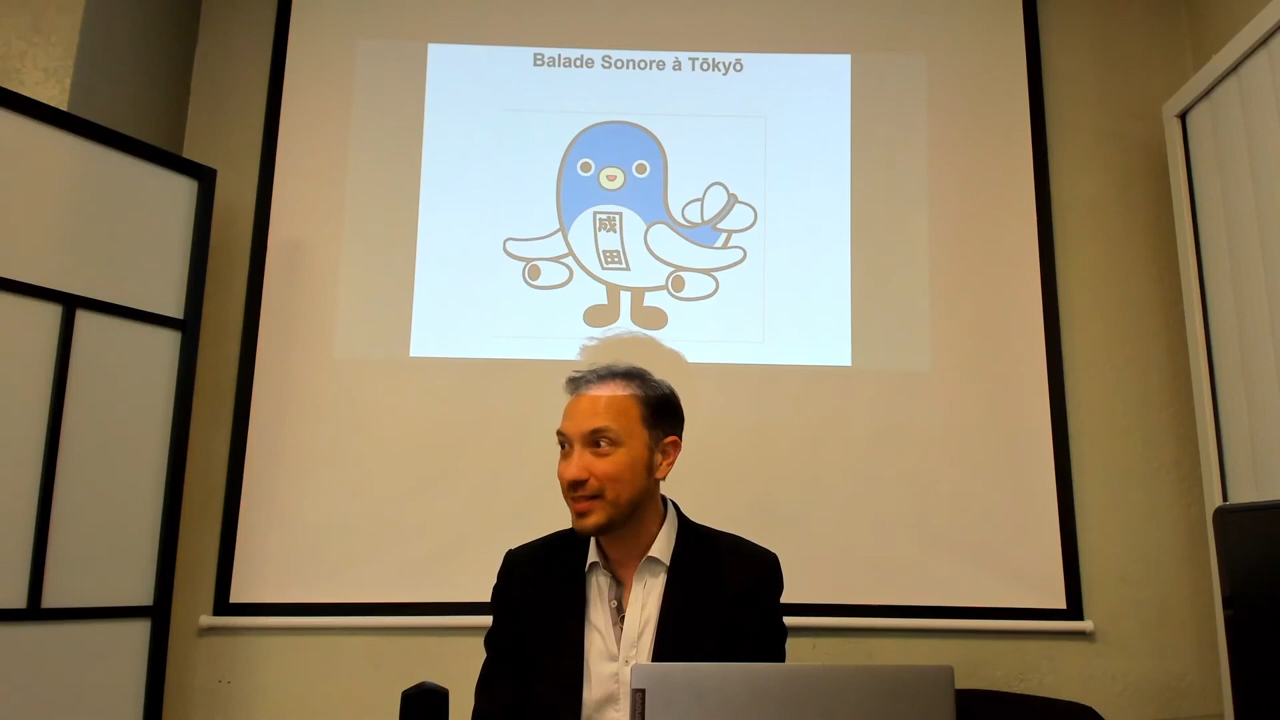 Balade Sonore à Tōkyō
成
田